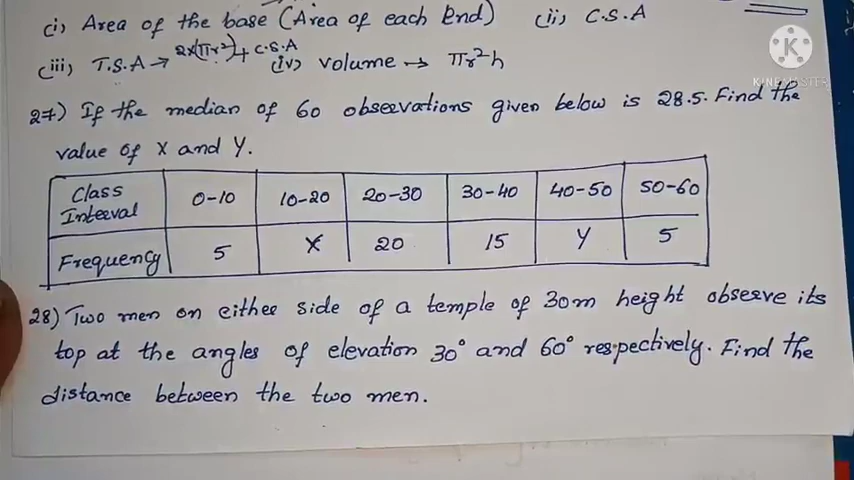 (i) Area of the base (Area of each End) (ii) C.S.A
(iii) T.S.A → 2x(πr²) + C.S.A (iv) volume → πr²h
KINEMASTER
27) If the median of 60 observations given below is 28.5. Find the
value of x and y.
Class Interval 0-10 10-20 20-30 30-40 40-50 50-60
Frequency 5 x 20 15 y 5
28) Two men on either side of a temple of 30m height observe its
top at the angles of elevation 30° and 60° respectively. Find the
distance between the two men.